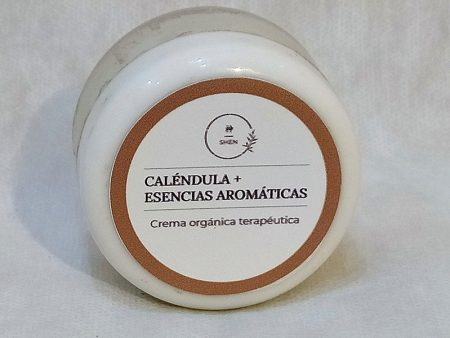 SHEN
CALÉNDULA +
ESENCIAS AROMÁTICAS
Crema orgánica terapéutica